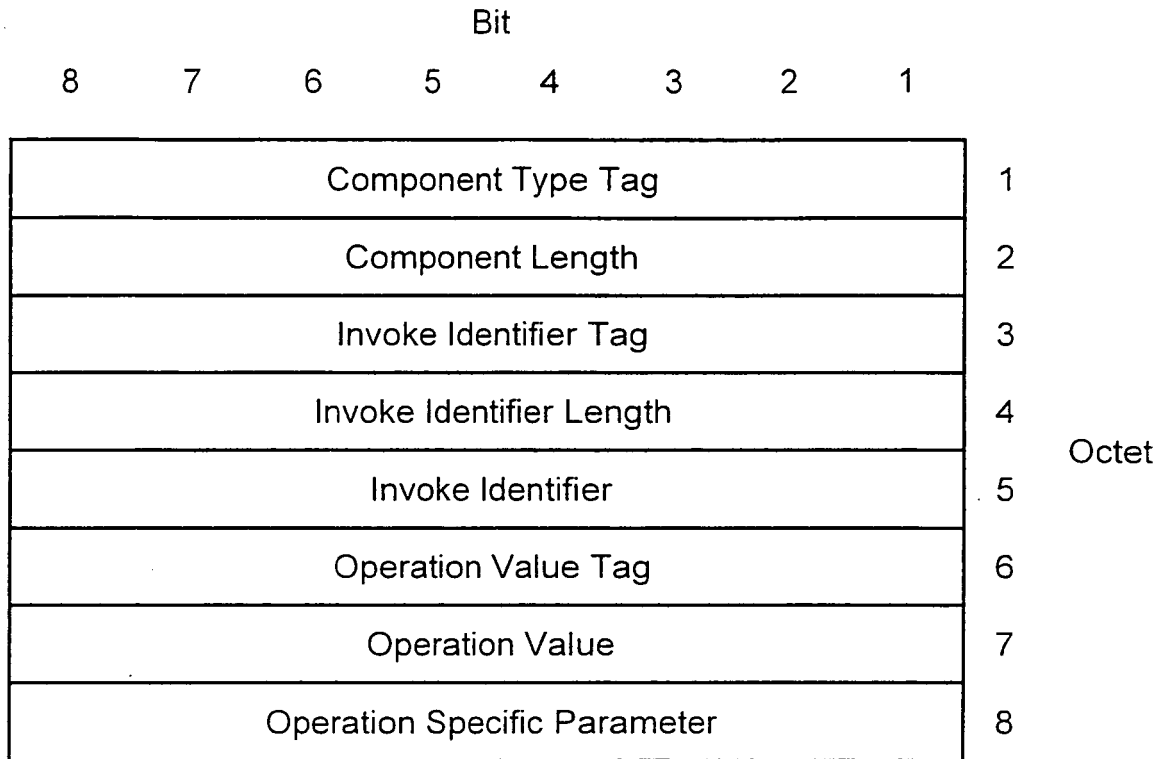 Bit
8 7 6 5 4 3 2 1
Component Type Tag 1
Component Length 2
Invoke Identifier Tag 3
Invoke Identifier Length 4
Octet
Invoke Identifier 5
Operation Value Tag 6
Operation Value 7
Operation Specific Parameter 8